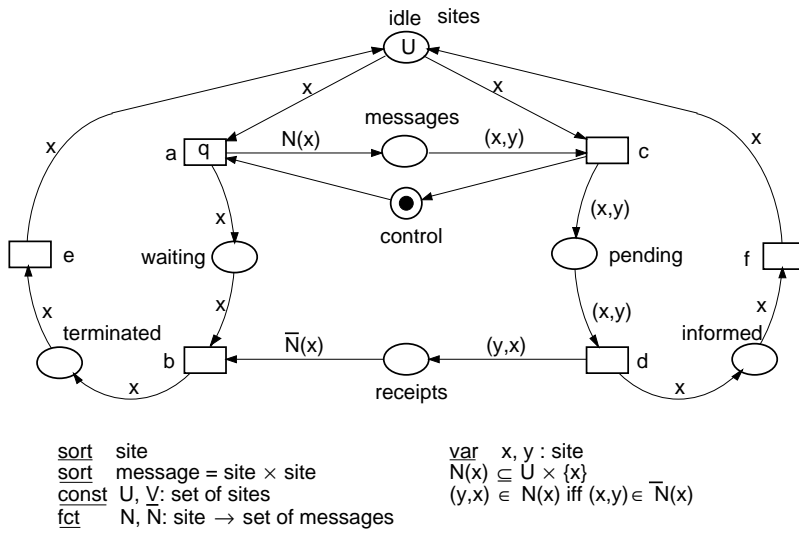 idle sites
U
x
x
messages
a
q
N(x)
(x,y)
c
x
x
x
(x,y)
control
e
waiting
pending
f
x
x
(x,y)
x
terminated
N̅(x)
(y,x)
informed
b
d
x
receipts
x
sort site
sort message = site × site
const U, V: set of sites
fct N, N̅: site → set of messages
var x, y : site
N(x) ⊆ U × {x}
(y,x) ∈ N(x) iff (x,y) ∈ N̅(x)